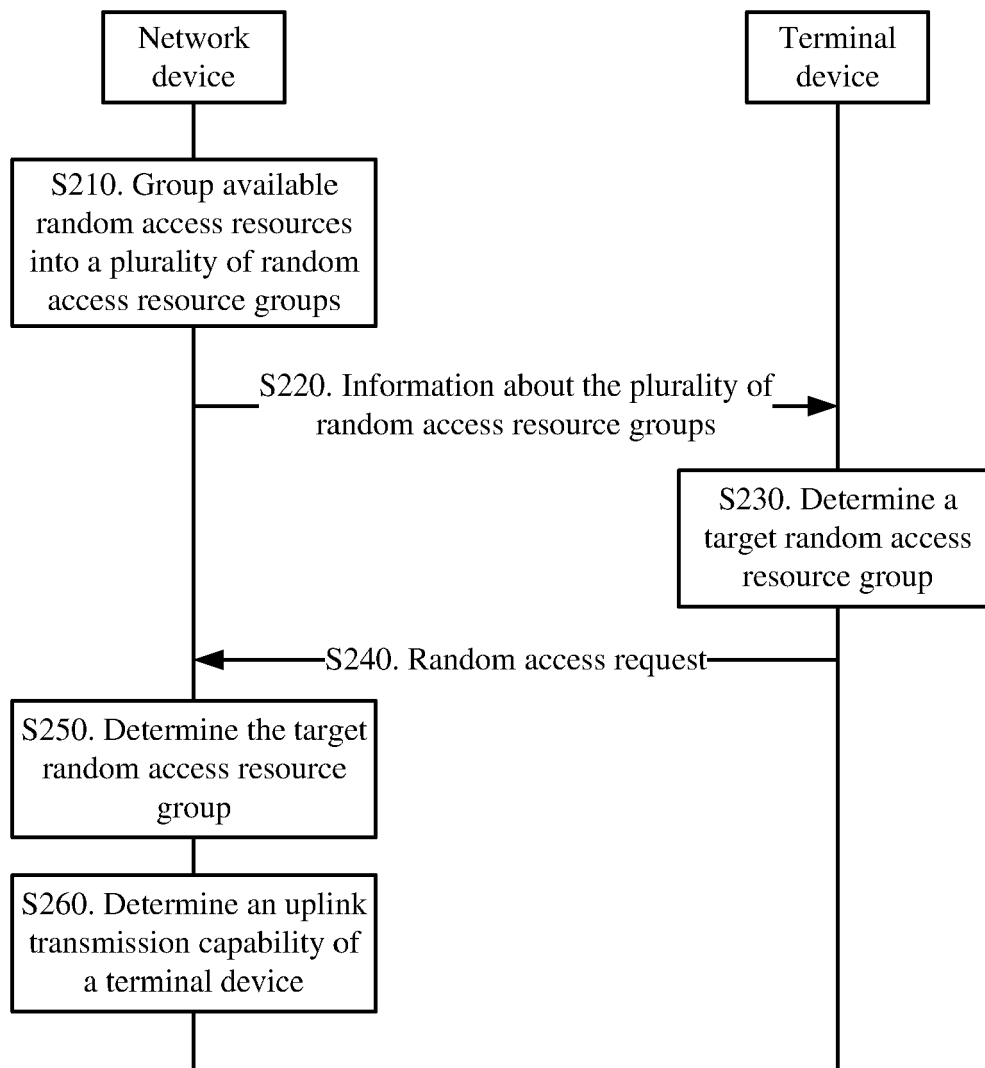 Network
device
Terminal
device
S210. Group available
random access resources
into a plurality of random
access resource groups
S220. Information about the plurality of
random access resource groups
S230. Determine a
target random access
resource group
S240. Random access request
S250. Determine the target
random access resource
group
S260. Determine an uplink
transmission capability of
a terminal device